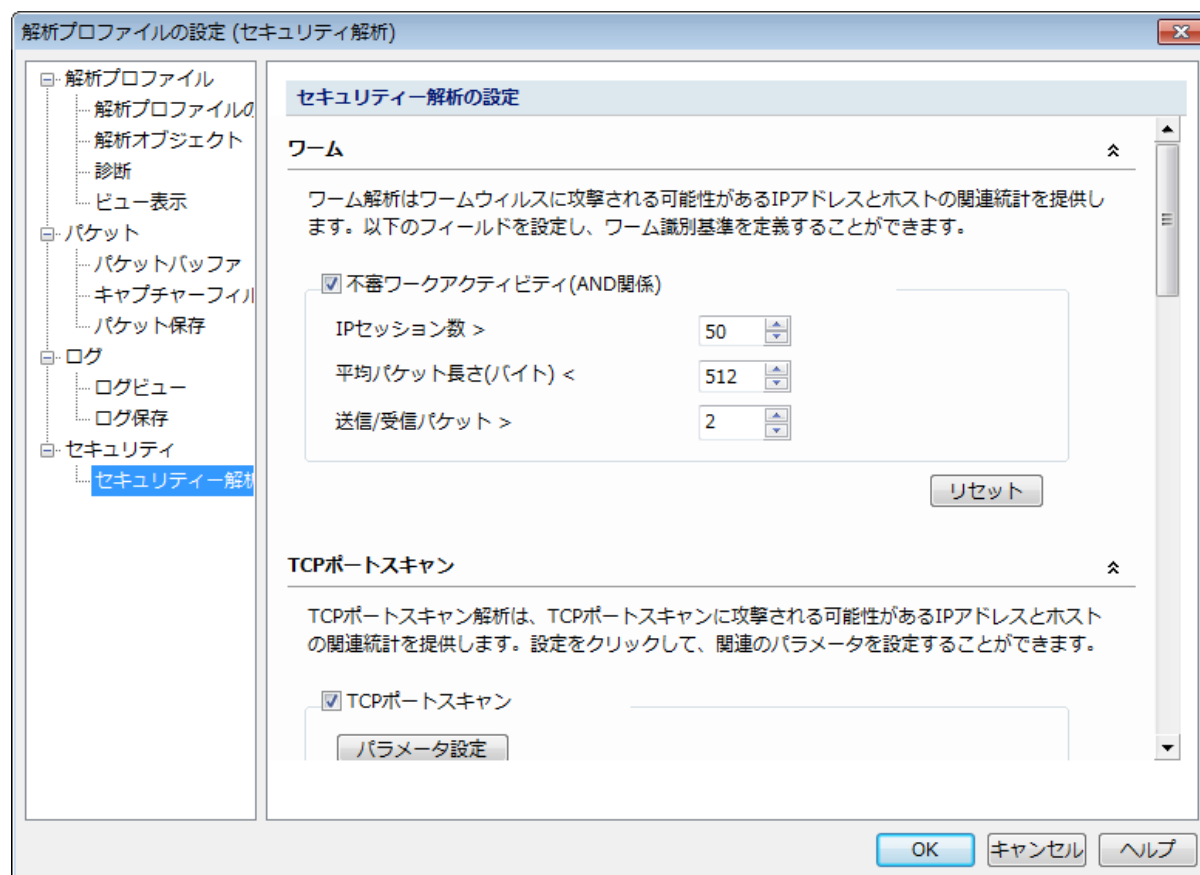 解析プロファイルの設定 (セキュリティ解析)
解析プロファイル
解析プロファイルの
解析オブジェクト
診断
ビュー表示
パケット
パケットバッファ
キャプチャーフィル
パケット保存
ログ
ログビュー
ログ保存
セキュリティ
セキュリティー解析
セキュリティー解析の設定
ワーム
ワーム解析はワームウィルスに攻撃される可能性があるIPアドレスとホストの関連統計を提供し
ます。以下のフィールドを設定し、ワーム識別基準を定義することができます。
不審ワークアクティビティ(AND関係)
IPセッション数 > 50
平均パケット長さ(バイト) < 512
送信/受信パケット > 2
リセット
TCPポートスキャン
TCPポートスキャン解析は、TCPポートスキャンに攻撃される可能性があるIPアドレスとホスト
の関連統計を提供します。設定をクリックして、関連のパラメータを設定することができます。
TCPポートスキャン
パラメータ設定
OK キャンセル ヘルプ